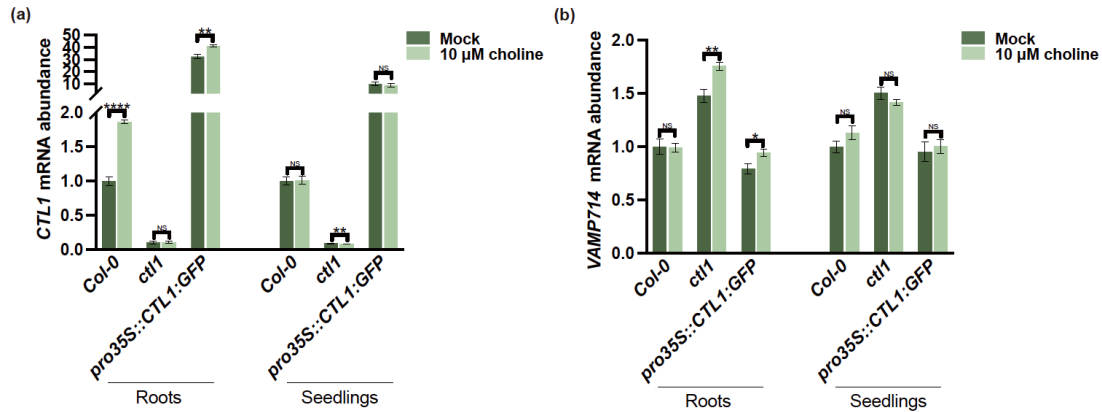 (a)
CTL1 mRNA abundance
50
40
30
20
10
2.0
1.5
1.0
0.5
0.0
****
NS
**
NS
**
NS
Mock
10 µM choline
Col-0
ctl1
pro35S::CTL1:GFP
Col-0
ctl1
pro35S::CTL1:GFP
Roots
Seedlings
(b)
VAMP714 mRNA abundance
2.0
1.5
1.0
0.5
0.0
NS
**
*
NS
NS
NS
Mock
10 µM choline
Col-0
ctl1
pro35S::CTL1:GFP
Col-0
ctl1
pro35S::CTL1:GFP
Roots
Seedlings